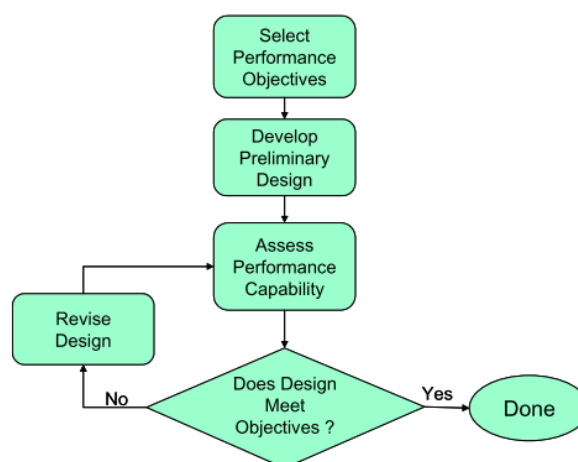 Select
Performance
Objectives
Develop
Preliminary
Design
Assess
Performance
Capability
Revise
Design
Does Design
Meet
Objectives ?
No
Yes
Done